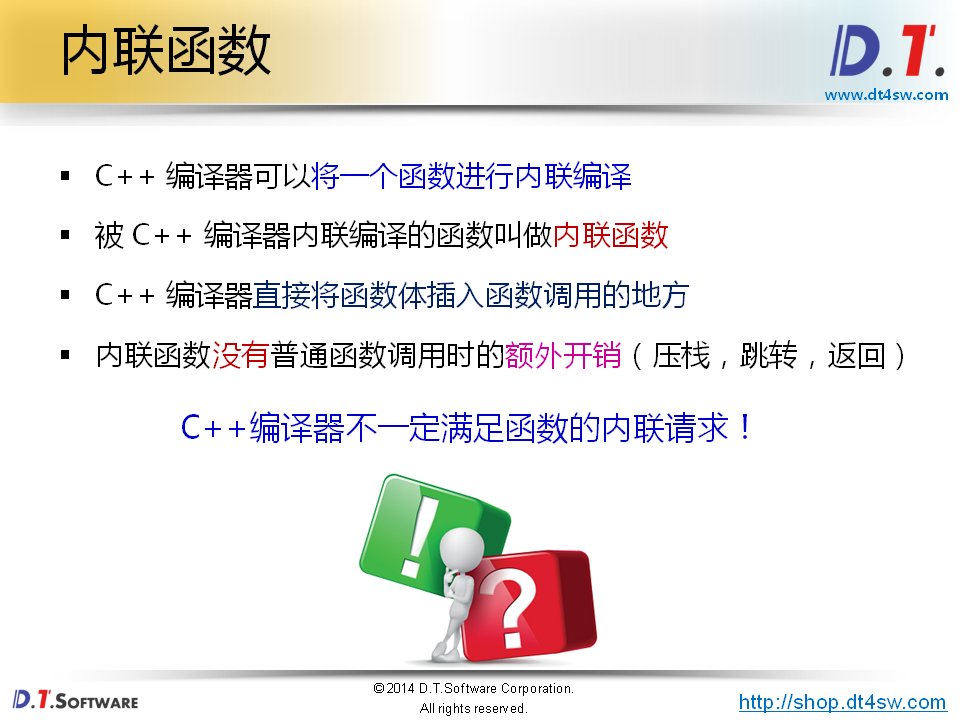 内联函数
D.T.
www.dt4sw.com
▪ C++ 编译器可以将一个函数进行内联编译
▪ 被 C++ 编译器内联编译的函数叫做内联函数
▪ C++ 编译器直接将函数体插入函数调用的地方
▪ 内联函数没有普通函数调用时的额外开销（压栈，跳转，返回）
C++编译器不一定满足函数的内联请求！
!
?
D.T.SOFTWARE
©2014 D.T.Software Corporation.
All rights reserved.
http://shop.dt4sw.com